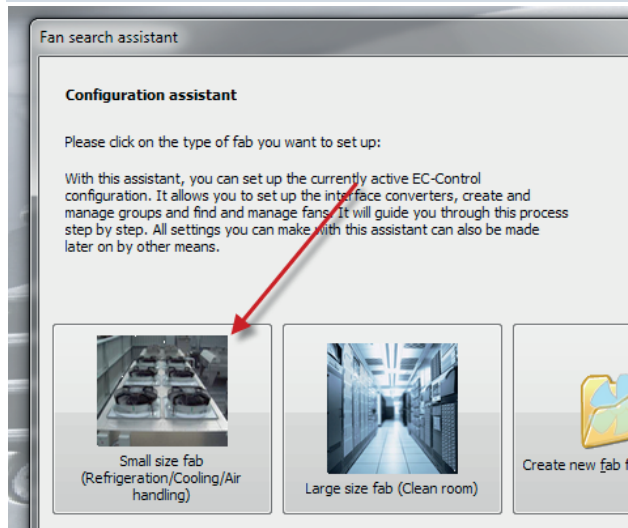 Fan search assistant
Configuration assistant
Please click on the type of fab you want to set up:
With this assistant, you can set up the currently active EC-Control
configuration. It allows you to set up the interface converters, create and
manage groups and find and manage fans. It will guide you through this process
step by step. All settings you can make with this assistant can also be made
later on by other means.
Small size fab
(Refrigeration/Cooling/Air
handling)
Large size fab (Clean room)
Create new fab f